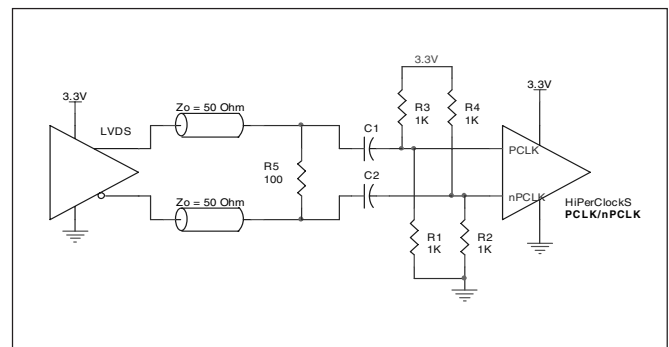 3.3V
3.3V
3.3V
Zo = 50 Ohm
LVDS
R3
1K
R4
1K
C1
PCLK
R5
100
C2
nPCLK
Zo = 50 Ohm
HiPerClockS
PCLK/nPCLK
R1
1K
R2
1K